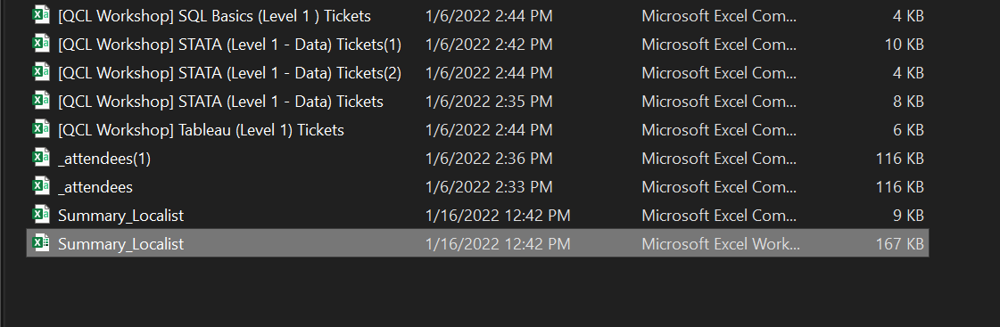 [QCL Workshop] SQL Basics (Level 1 ) Tickets 1/6/2022 2:44 PM Microsoft Excel Com... 4 KB
[QCL Workshop] STATA (Level 1 - Data) Tickets(1) 1/6/2022 2:42 PM Microsoft Excel Com... 10 KB
[QCL Workshop] STATA (Level 1 - Data) Tickets(2) 1/6/2022 2:44 PM Microsoft Excel Com... 4 KB
[QCL Workshop] STATA (Level 1 - Data) Tickets 1/6/2022 2:35 PM Microsoft Excel Com... 8 KB
[QCL Workshop] Tableau (Level 1) Tickets 1/6/2022 2:44 PM Microsoft Excel Com... 6 KB
_attendees(1) 1/6/2022 2:36 PM Microsoft Excel Com... 116 KB
_attendees 1/6/2022 2:33 PM Microsoft Excel Com... 116 KB
Summary_Localist 1/16/2022 12:42 PM Microsoft Excel Com... 9 KB
Summary_Localist 1/16/2022 12:42 PM Microsoft Excel Work... 167 KB